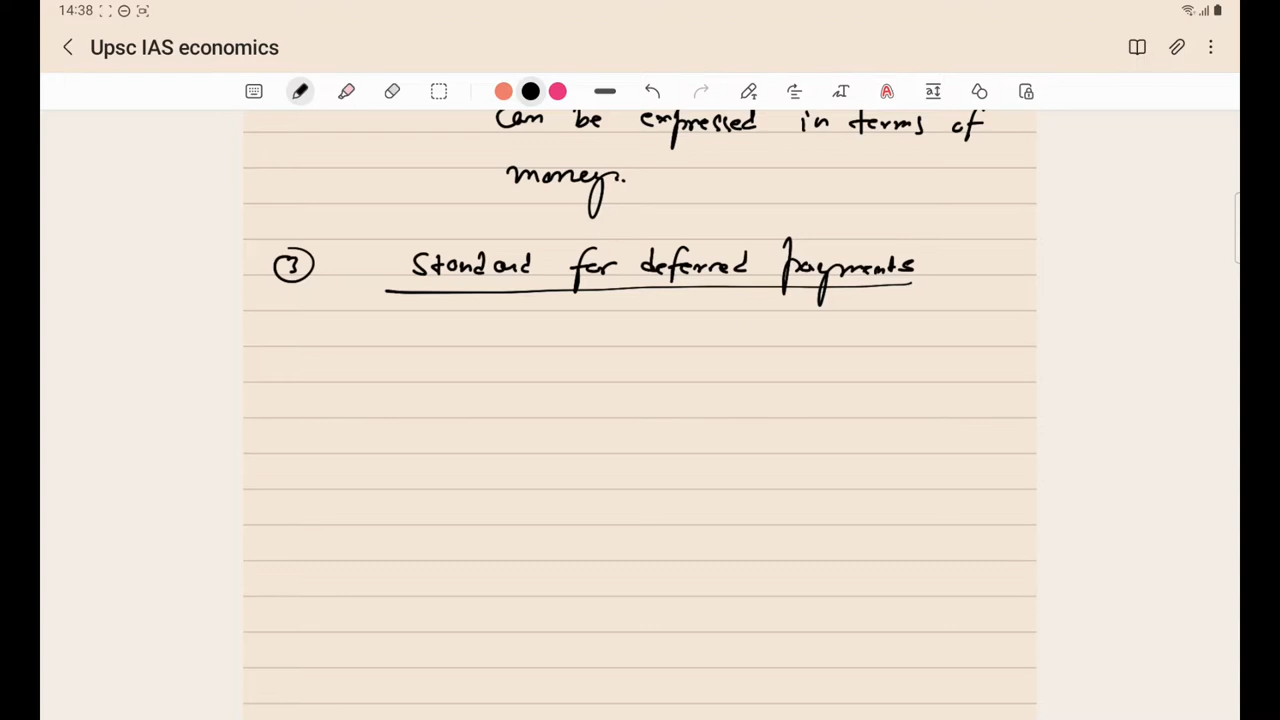 14:38
Upsc IAS economics
can be expressed in terms of
money.
3 Standard for deferred payments